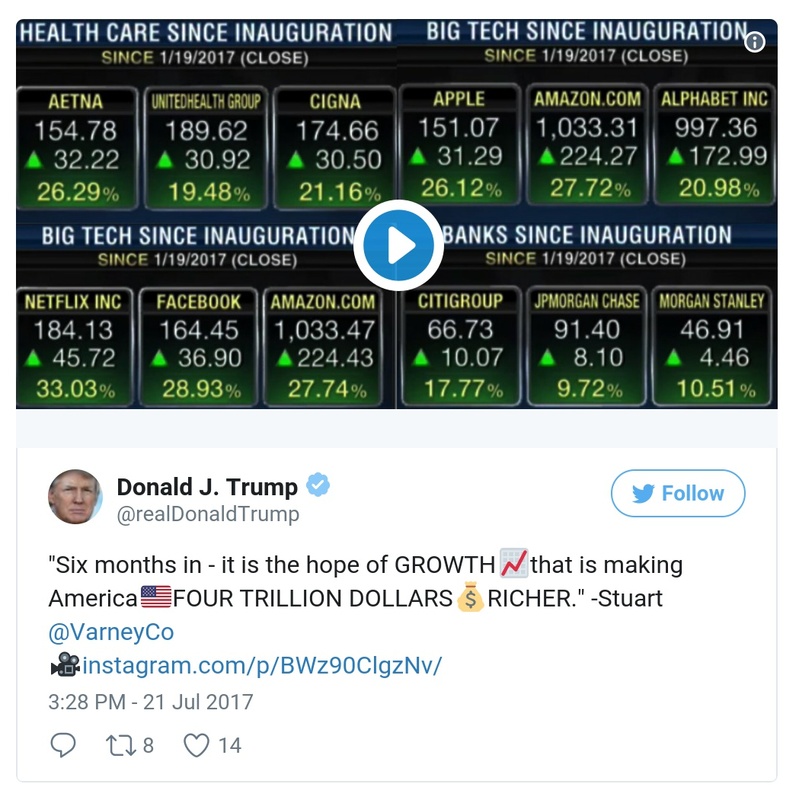 HEALTH CARE SINCE INAUGURATION
SINCE 1/19/2017 (CLOSE)
AETNA
154.78
▲ 32.22
26.29%
UNITEDHEALTH GROUP
189.62
▲ 30.92
19.48%
CIGNA
174.66
▲ 30.50
21.16%
BIG TECH SINCE INAUGURATION
SINCE 1/19/2017 (CLOSE)
APPLE
151.07
▲ 31.29
26.12%
AMAZON.COM
1,033.31
▲ 224.27
27.72%
ALPHABET INC
997.36
▲ 172.99
20.98%
BIG TECH SINCE INAUGURATION
SINCE 1/19/2017 (CLOSE)
NETFLIX INC
184.13
▲ 45.72
33.03%
FACEBOOK
164.45
▲ 36.90
28.93%
AMAZON.COM
1,033.47
▲ 224.43
27.74%
BANKS SINCE INAUGURATION
SINCE 1/19/2017 (CLOSE)
CITIGROUP
66.73
▲ 10.07
17.77%
JPMORGAN CHASE
91.40
▲ 8.10
9.72%
MORGAN STANLEY
46.91
▲ 4.46
10.51%
Donald J. Trump
@realDonaldTrump
Follow
"Six months in - it is the hope of GROWTH📈that is making
America🇺🇸FOUR TRILLION DOLLARS💰RICHER." -Stuart
@VarneyCo
🎥instagram.com/p/BWz90ClgzNv/
3:28 PM - 21 Jul 2017
8 14